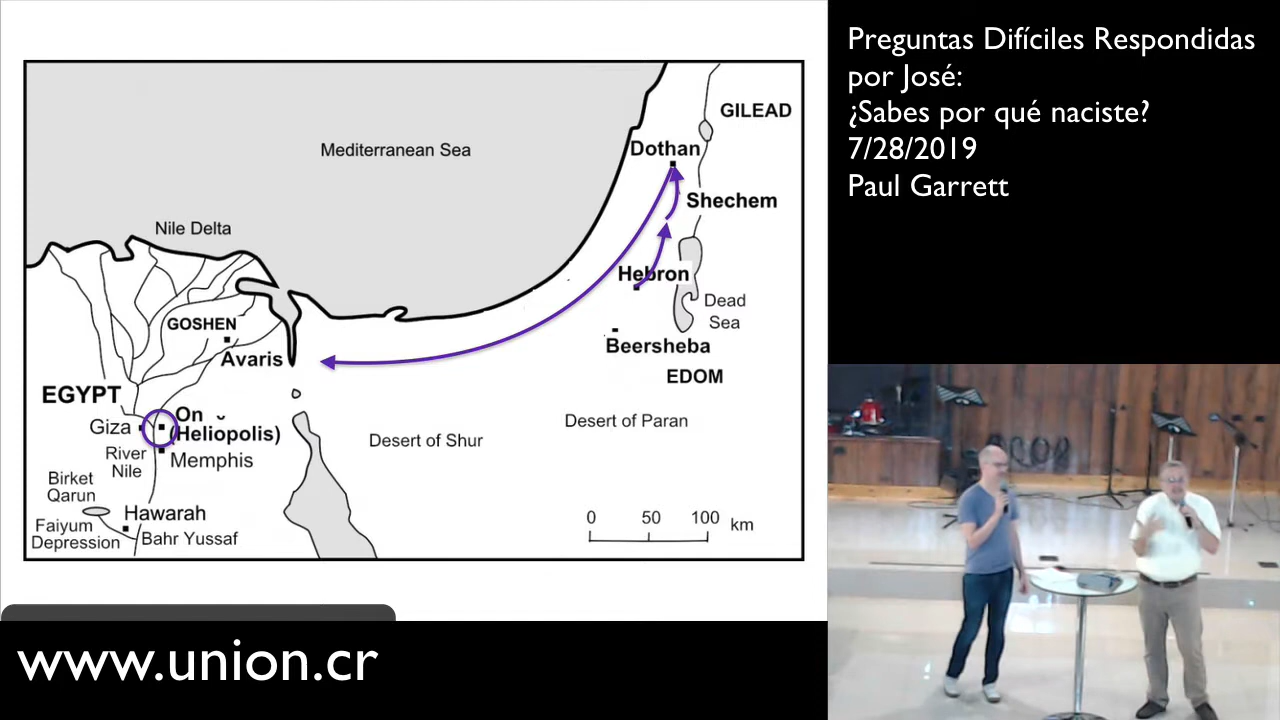 Preguntas Difíciles Respondidas
por José:
¿Sabes por qué naciste?
7/28/2019
Paul Garrett
GILEAD
Dothan
Mediterranean Sea
Shechem
Nile Delta
Hebron
Dead
Sea
GOSHEN
Avaris
Beersheba
EDOM
EGYPT
On
(Heliopolis)
Giza
Desert of Paran
Desert of Shur
River
Nile
Memphis
Birket
Qarun
Hawarah
Faiyum
Depression
Bahr Yussaf
0 50 100 km
www.union.cr